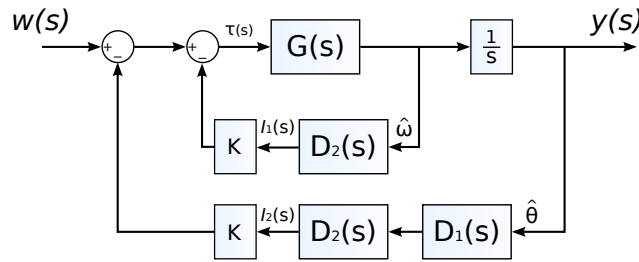 w(s)
y(s)
+
−
+
−
τ(s)
G(s)
1
s
K
I₁(s)
D₂(s)
ω̂
K
I₂(s)
D₂(s)
D₁(s)
θ̂